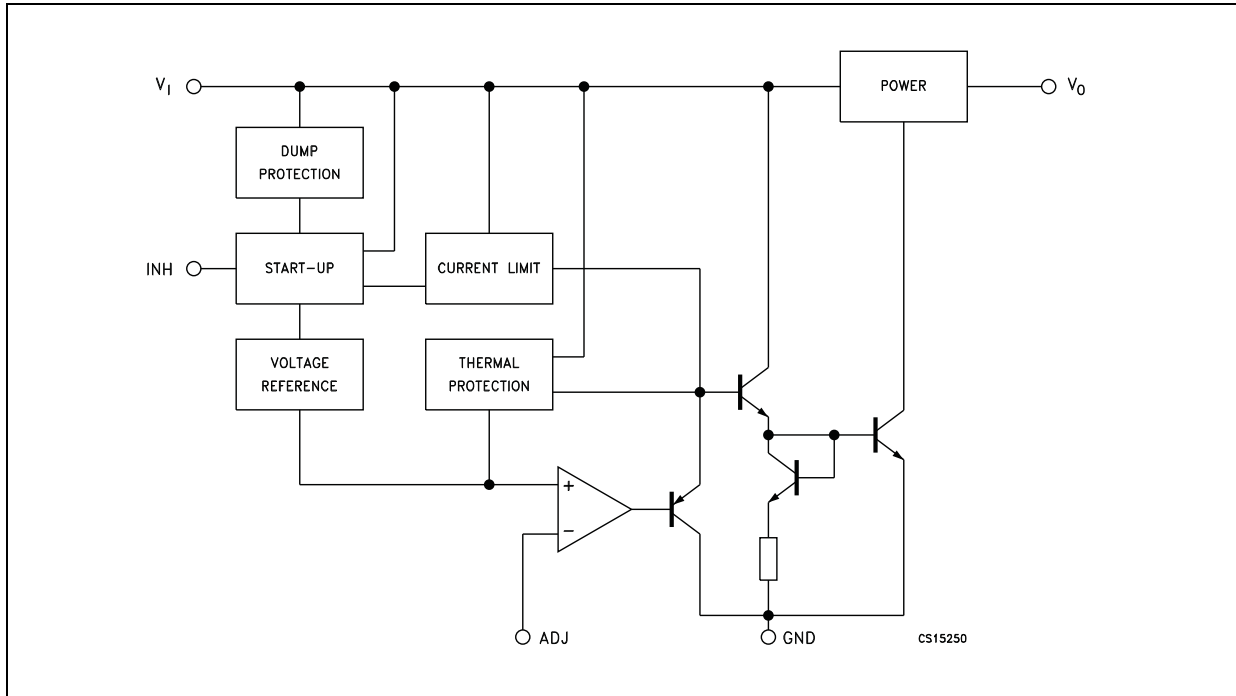 V_I
POWER
V_O
DUMP
PROTECTION
INH
START-UP
CURRENT LIMIT
VOLTAGE
REFERENCE
THERMAL
PROTECTION
+
−
ADJ
GND
CS15250